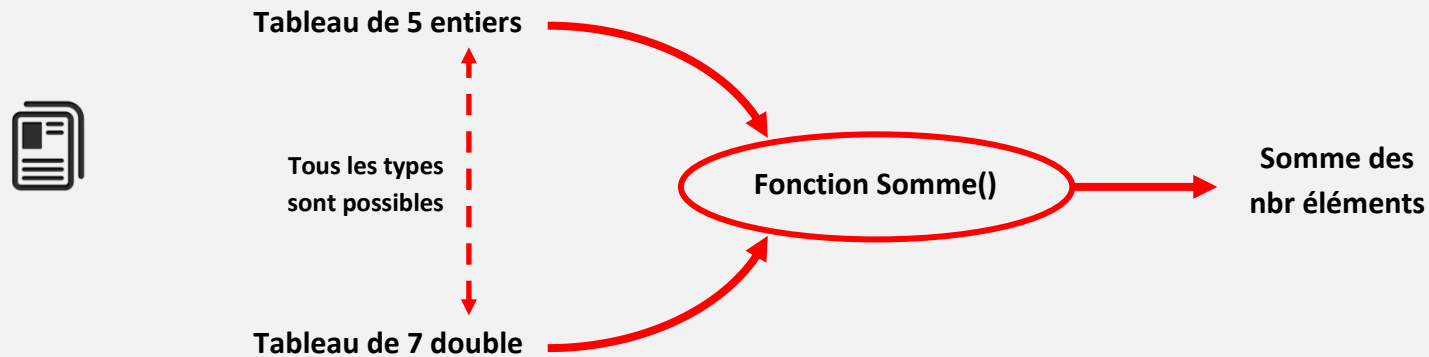 Tableau de 5 entiers
Tous les types
sont possibles
Fonction Somme()
Somme des
nbr éléments
Tableau de 7 double